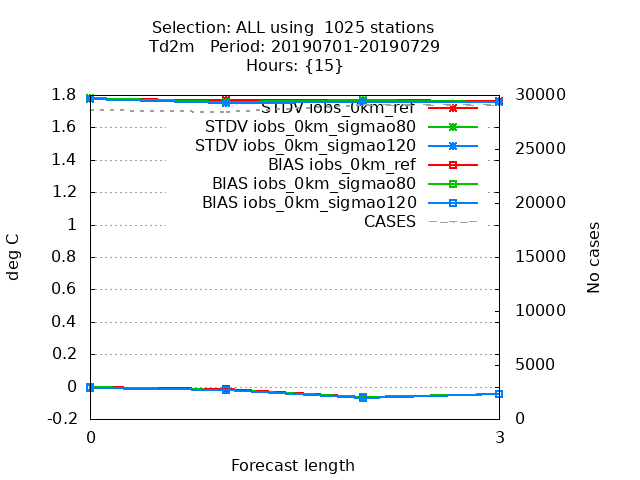 Selection: ALL using  1025 stations
Td2m   Period: 20190701-20190729
Hours: {15}
1.8
1.6
1.4
1.2
1
0.8
0.6
0.4
0.2
0
-0.2
deg C
STDV iobs_0km_ref
STDV iobs_0km_sigmao80
STDV iobs_0km_sigmao120
BIAS iobs_0km_ref
BIAS iobs_0km_sigmao80
BIAS iobs_0km_sigmao120
CASES
30000
25000
20000
15000
10000
5000
0
No cases
0
3
Forecast length